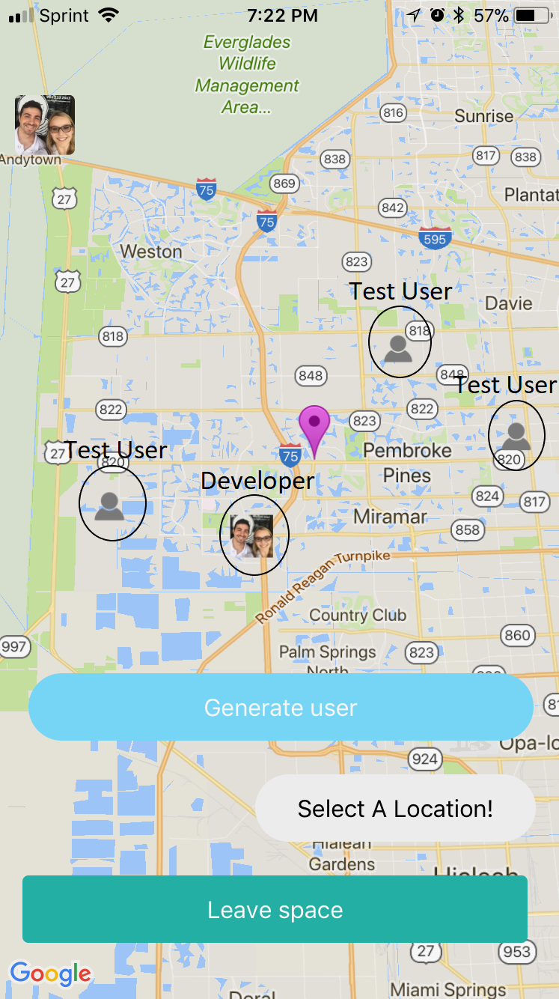 Sprint 7:22 PM 57%
Everglades
Wildlife
Management
Area...
816
Sunrise
Andytown
838
817
838
869
75
27
Plantat
842
75
595
Weston
823
27
Test User
Davie
818
818
848
848
Test User
822
822
823
75
27
Test User
820
Pembroke
Pines
820
Developer
824
817
Miramar
858
Ronald Reagan Turnpike
Country Club
860
997
Palm Springs
North
823
Generate user
Opa-lo
924
Select A Location!
Hialeah
Gardens
Hialeah
Leave space
27
953
Google
Doral
Miami Springs